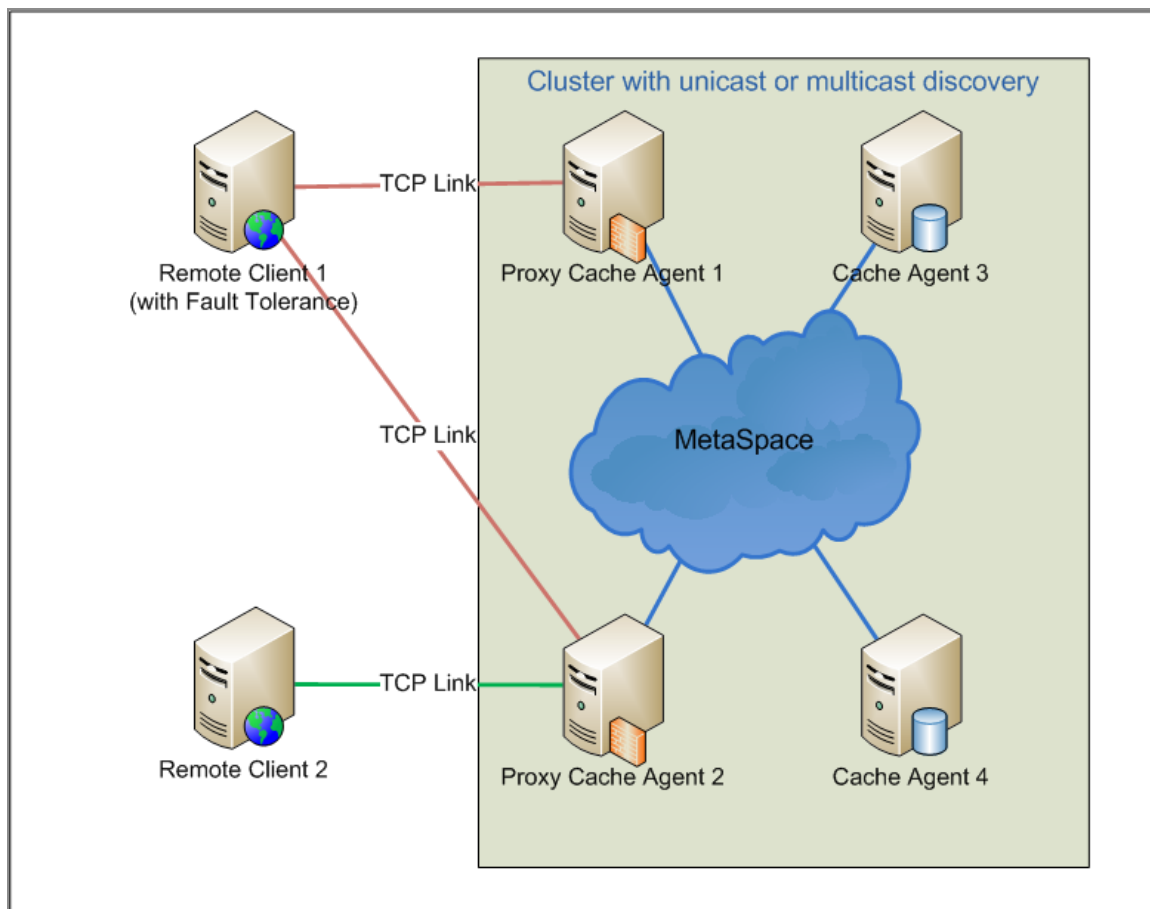 Cluster with unicast or multicast discovery
TCP Link
Remote Client 1
(with Fault Tolerance)
Proxy Cache Agent 1
Cache Agent 3
TCP Link
MetaSpace
TCP Link
Remote Client 2
Proxy Cache Agent 2
Cache Agent 4